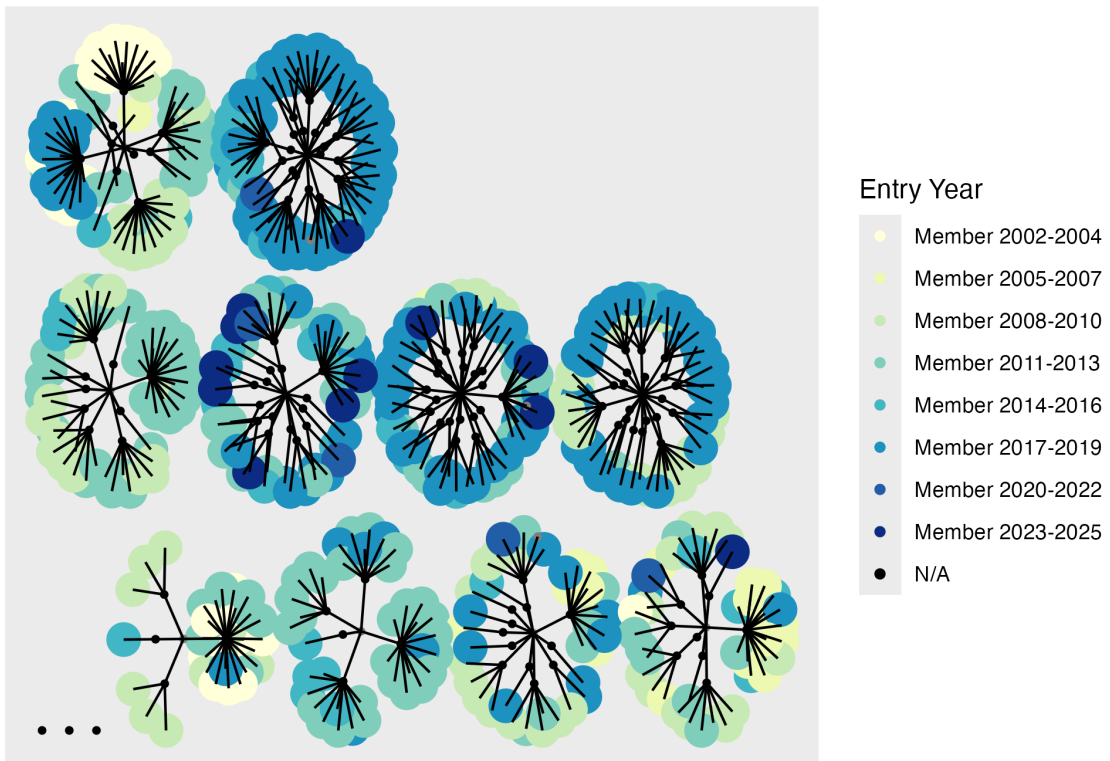 Entry Year
Member 2002-2004
Member 2005-2007
Member 2008-2010
Member 2011-2013
Member 2014-2016
Member 2017-2019
Member 2020-2022
Member 2023-2025
N/A